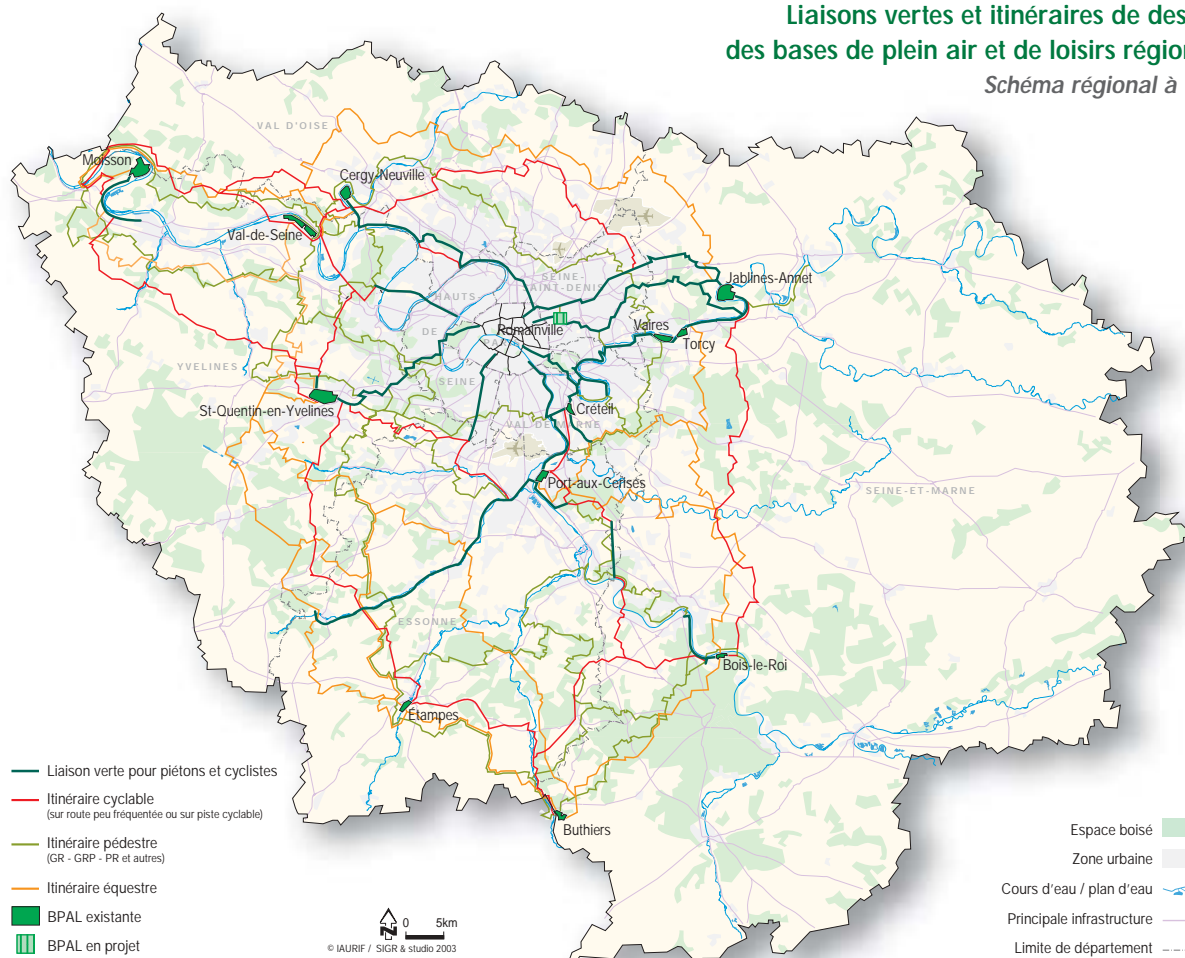 Liaisons vertes et itinéraires de des
des bases de plein air et de loisirs région
Schéma régional à
VAL D'OISE
Moisson
Cergy-Neuville
Val-de-Seine
SEINE-
SAINT-DENIS
Jablines-Annet
HAUTS
DE
Romainville
Vaires
Torcy
YVELINES
SEINE
St-Quentin-en-Yvelines
Créteil
VAL-DE-MARNE
Port-aux-Cerises
SEINE-ET-MARNE
ESSONNE
Bois-le-Roi
Étampes
Buthiers
Liaison verte pour piétons et cyclistes
Itinéraire cyclable
(sur route peu fréquentée ou sur piste cyclable)
Itinéraire pédestre
(GR - GRP - PR et autres)
Itinéraire équestre
BPAL existante
BPAL en projet
N
0 5km
© IAURIF / SIGR & studio 2003
Espace boisé
Zone urbaine
Cours d'eau / plan d'eau
Principale infrastructure
Limite de département